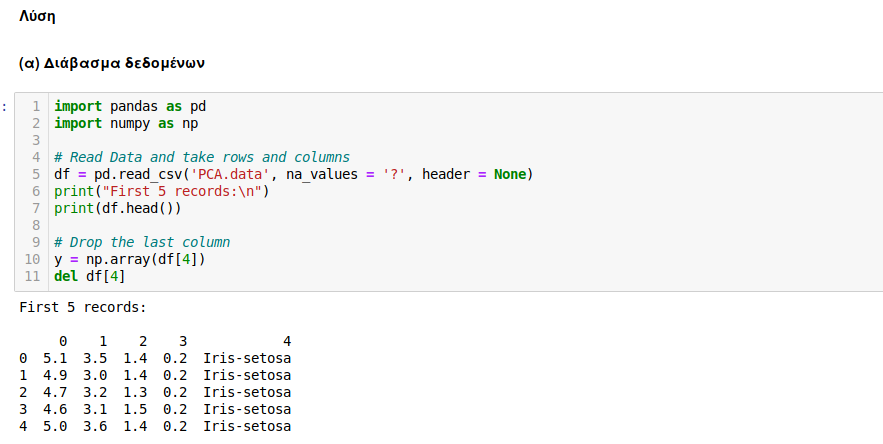 Λύση
(α) Διάβασμα δεδομένων
:
1 import pandas as pd
2 import numpy as np
3
4 # Read Data and take rows and columns
5 df = pd.read_csv('PCA.data', na_values = '?', header = None)
6 print("First 5 records:\n")
7 print(df.head())
8
9 # Drop the last column
10 y = np.array(df[4])
11 del df[4]
First 5 records:
0 1 2 3 4
0 5.1 3.5 1.4 0.2 Iris-setosa
1 4.9 3.0 1.4 0.2 Iris-setosa
2 4.7 3.2 1.3 0.2 Iris-setosa
3 4.6 3.1 1.5 0.2 Iris-setosa
4 5.0 3.6 1.4 0.2 Iris-setosa